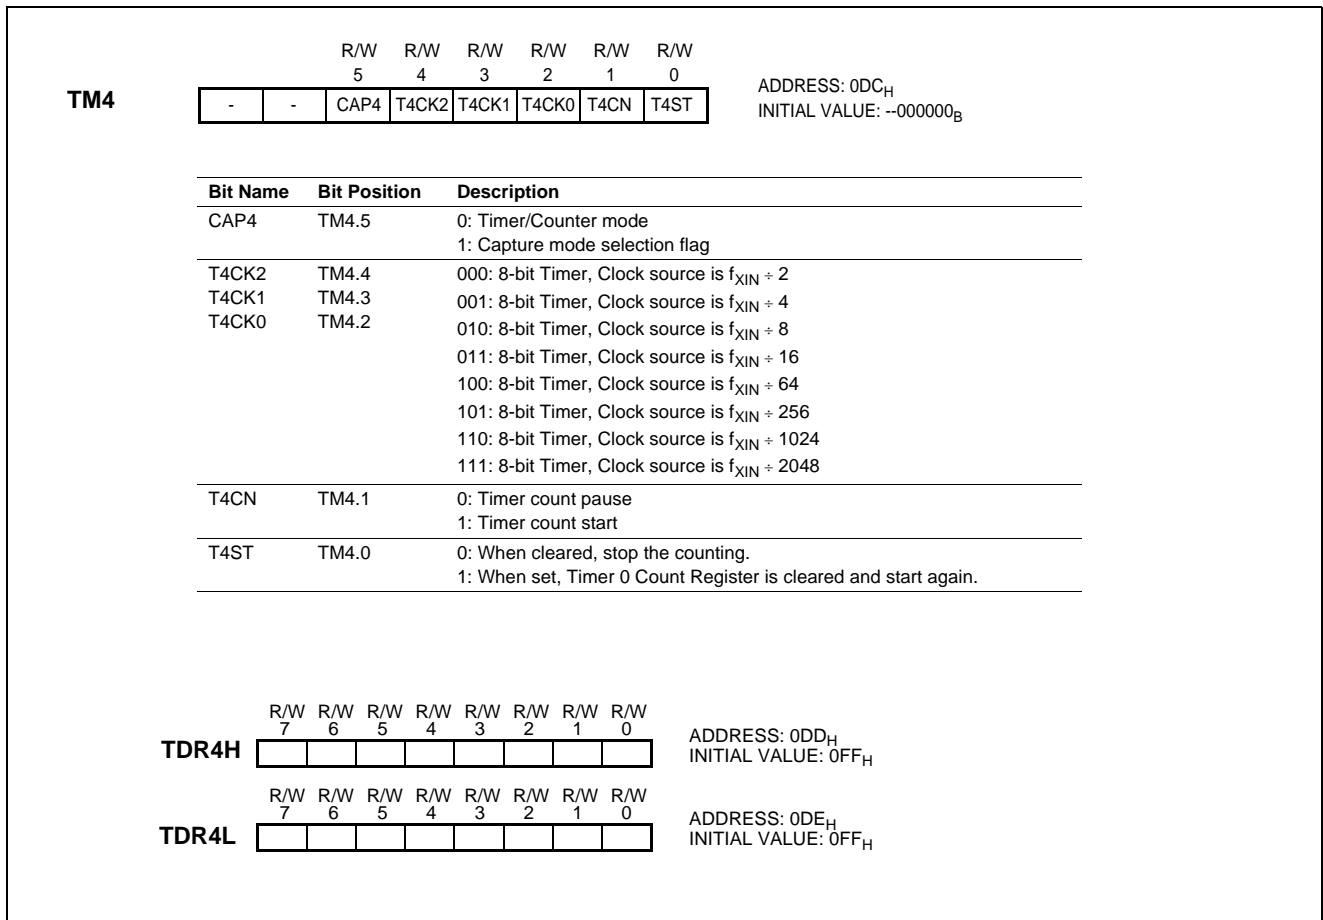 R/W R/W R/W R/W R/W R/W
5 4 3 2 1 0
TM4
- - CAP4 T4CK2 T4CK1 T4CK0 T4CN T4ST
ADDRESS: 0DCH
INITIAL VALUE: --000000B
Bit Name Bit Position Description
CAP4 TM4.5 0: Timer/Counter mode
1: Capture mode selection flag
T4CK2 TM4.4 000: 8-bit Timer, Clock source is fXIN ÷ 2
T4CK1 TM4.3 001: 8-bit Timer, Clock source is fXIN ÷ 4
T4CK0 TM4.2 010: 8-bit Timer, Clock source is fXIN ÷ 8
011: 8-bit Timer, Clock source is fXIN ÷ 16
100: 8-bit Timer, Clock source is fXIN ÷ 64
101: 8-bit Timer, Clock source is fXIN ÷ 256
110: 8-bit Timer, Clock source is fXIN ÷ 1024
111: 8-bit Timer, Clock source is fXIN ÷ 2048
T4CN TM4.1 0: Timer count pause
1: Timer count start
T4ST TM4.0 0: When cleared, stop the counting.
1: When set, Timer 0 Count Register is cleared and start again.
R/W R/W R/W R/W R/W R/W R/W R/W
7 6 5 4 3 2 1 0
TDR4H
ADDRESS: 0DDH
INITIAL VALUE: 0FFH
R/W R/W R/W R/W R/W R/W R/W R/W
7 6 5 4 3 2 1 0
TDR4L
ADDRESS: 0DEH
INITIAL VALUE: 0FFH